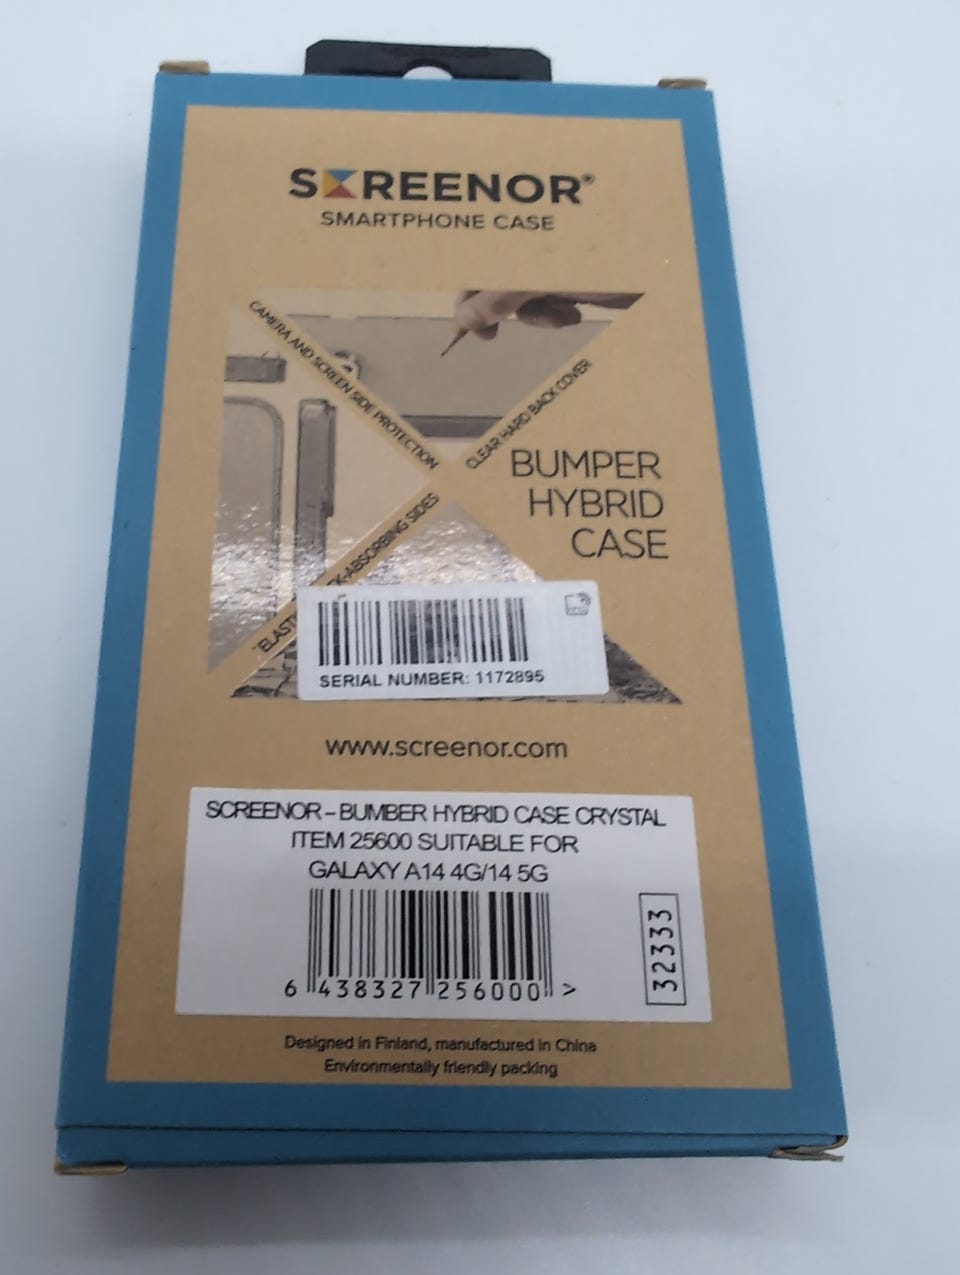 SCREENOR®
SMARTPHONE CASE
CAMERA AND SCREEN SIDE PROTECTION
CLEAR HARD BACK COVER
BUMPER
HYBRID
CASE
-ABSORBING SIDES
SERIAL NUMBER: 1172895
www.screenor.com
SCREENOR – BUMBER HYBRID CASE CRYSTAL
ITEM 25600 SUITABLE FOR
GALAXY A14 4G/14 5G
6 438327 256000 >
32333
Designed in Finland, manufactured in China
Environmentally friendly packing